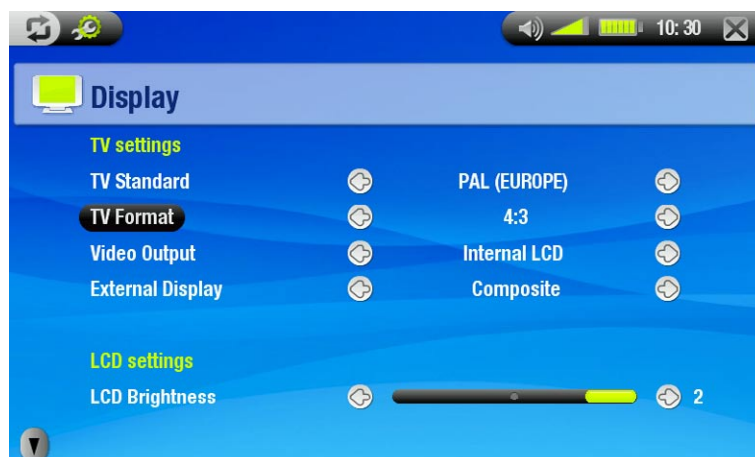 10:30
Display
TV settings
TV Standard PAL (EUROPE)
TV Format 4:3
Video Output Internal LCD
External Display Composite
LCD settings
LCD Brightness 2